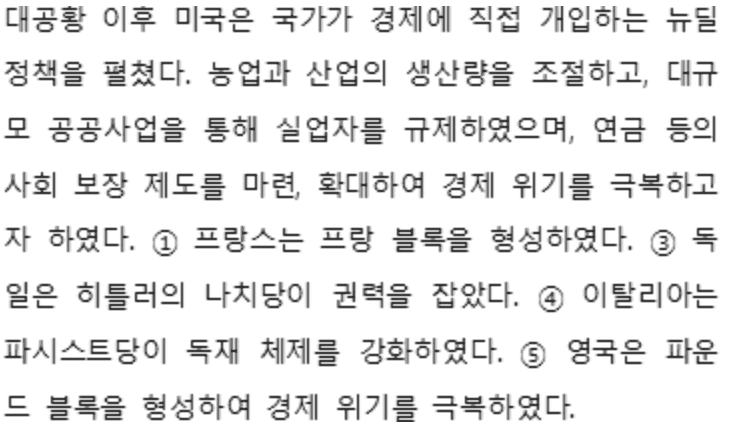 대공황 이후 미국은 국가가 경제에 직접 개입하는 뉴딜
정책을 펼쳤다. 농업과 산업의 생산량을 조절하고, 대규
모 공공사업을 통해 실업자를 규제하였으며, 연금 등의
사회 보장 제도를 마련, 확대하여 경제 위기를 극복하고
자 하였다. ① 프랑스는 프랑 블록을 형성하였다. ③ 독
일은 히틀러의 나치당이 권력을 잡았다. ④ 이탈리아는
파시스트당이 독재 체제를 강화하였다. ⑤ 영국은 파운
드 블록을 형성하여 경제 위기를 극복하였다.